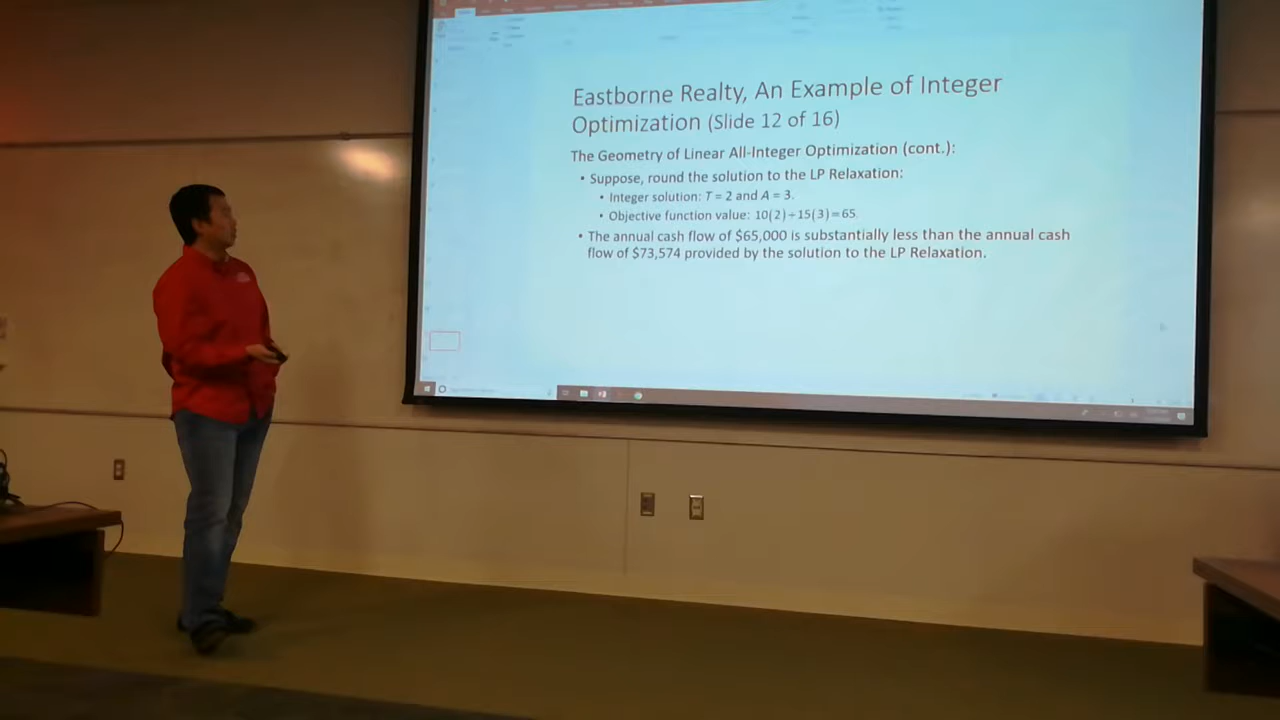 Eastborne Realty, An Example of Integer
Optimization (Slide 12 of 16)
The Geometry of Linear All-Integer Optimization (cont.):
• Suppose, round the solution to the LP Relaxation:
• Integer solution: T = 2 and A = 3.
• Objective function value: 10(2)+15(3)=65.
• The annual cash flow of $65,000 is substantially less than the annual cash
flow of $73,574 provided by the solution to the LP Relaxation.